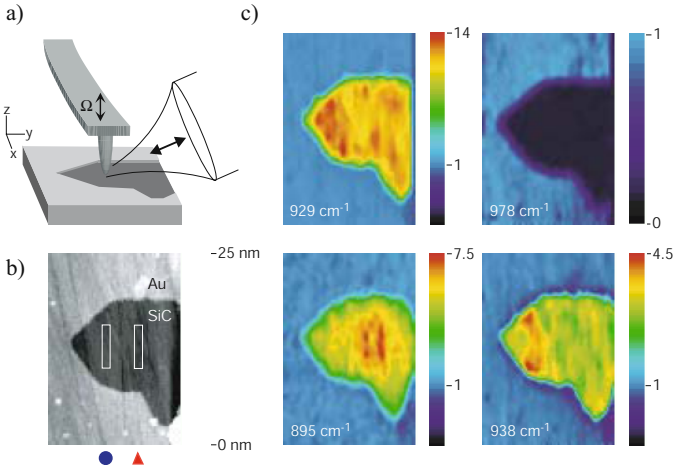 a)
Ω
z
y
x
b)
-25 nm
Au
SiC
-0 nm
c)
929 cm-1
-14
-1
978 cm-1
-1
-0
895 cm-1
-7.5
-1
938 cm-1
-4.5
-1